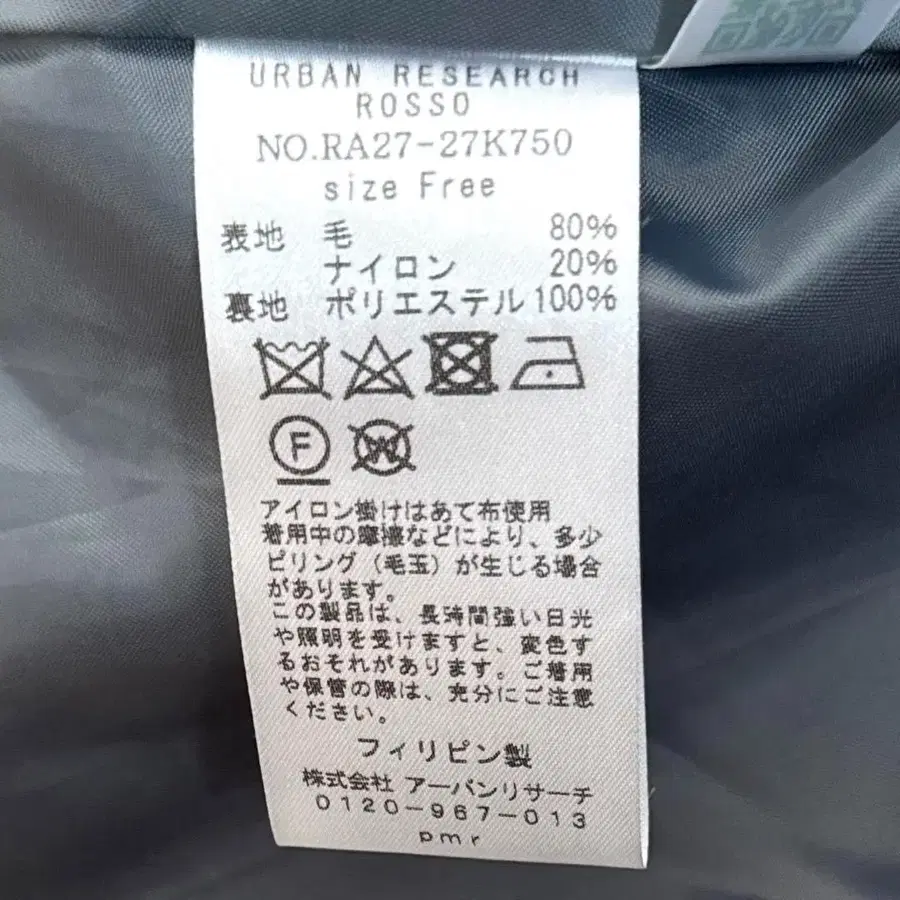 URBAN RESEARCH
ROSSO
NO.RA27-27K750
size Free
表地 毛 80%
ナイロン 20%
裏地 ポリエステル 100%
F W
アイロン掛けはあて布使用
着用中の摩擦などにより、多少
ピリング（毛玉）が生じる場合
があります。
この製品は、長時間強い日光
や照明を受けますと、変色す
るおそれがあります。ご着用
や保管の際は、充分にご注意
ください。
フィリピン製
株式会社 アーバンリサーチ
0120-967-013
pmr